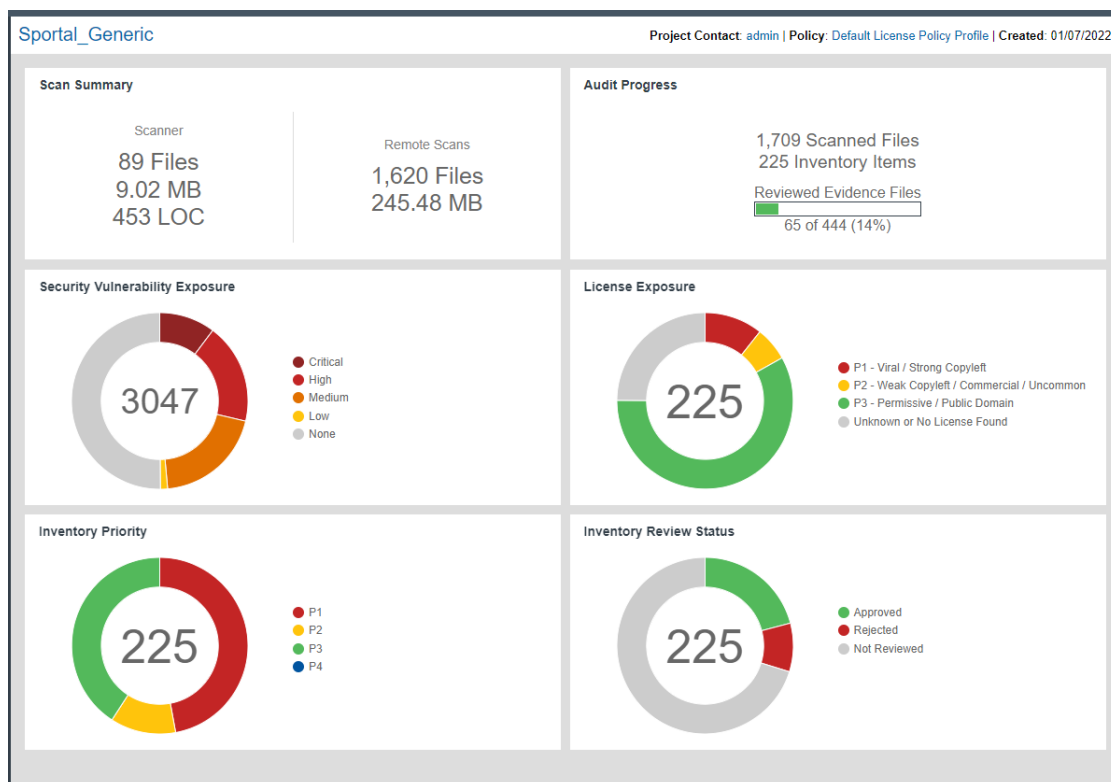 Sportal_Generic
Project Contact: admin | Policy: Default License Policy Profile | Created: 01/07/2022
Scan Summary
Scanner
89 Files
9.02 MB
453 LOC
Remote Scans
1,620 Files
245.48 MB
Audit Progress
1,709 Scanned Files
225 Inventory Items
Reviewed Evidence Files
65 of 444 (14%)
Security Vulnerability Exposure
3047
Critical
High
Medium
Low
None
License Exposure
225
P1 - Viral / Strong Copyleft
P2 - Weak Copyleft / Commercial / Uncommon
P3 - Permissive / Public Domain
Unknown or No License Found
Inventory Priority
225
P1
P2
P3
P4
Inventory Review Status
225
Approved
Rejected
Not Reviewed